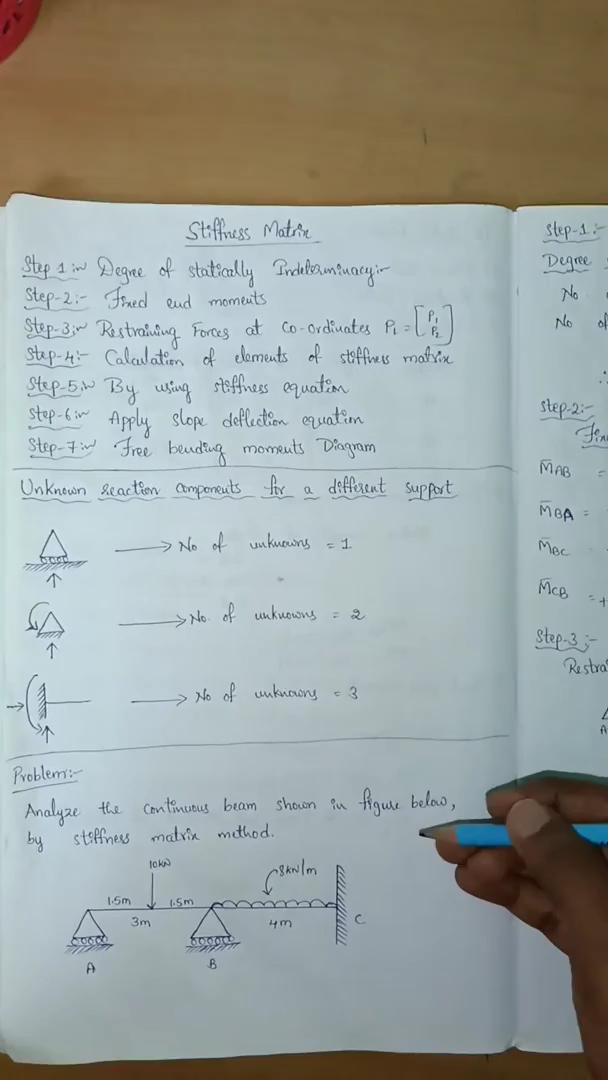 Stiffness Matrix
Step 1:- Degree of statically Indeterminacy:-
Step-2:- Fixed end moments
Step-3:- Restraining Forces at co-ordinates P₁ = [P₁ P₂]
Step-4:- Calculation of elements of stiffness matrix
Step-5:- By using stiffness equation
Step-6:- Apply slope deflection equation
Step-7:- Free bending moments Diagram
Unknown reaction components for a different support
No of unknowns = 1
No. of unknowns = 2
No of unknowns = 3
Problem:-
Analyze the continuous beam shown in figure below,
by stiffness matrix method.
10kN
1.5m 1.5m
3m
8kN/m
4m
A
B
C
Step-1:-
Degree
No
No of
∴
Step-2:-
M̅AB =
M̅BA =
M̅BC =
M̅CB = +
Step-3:-
A